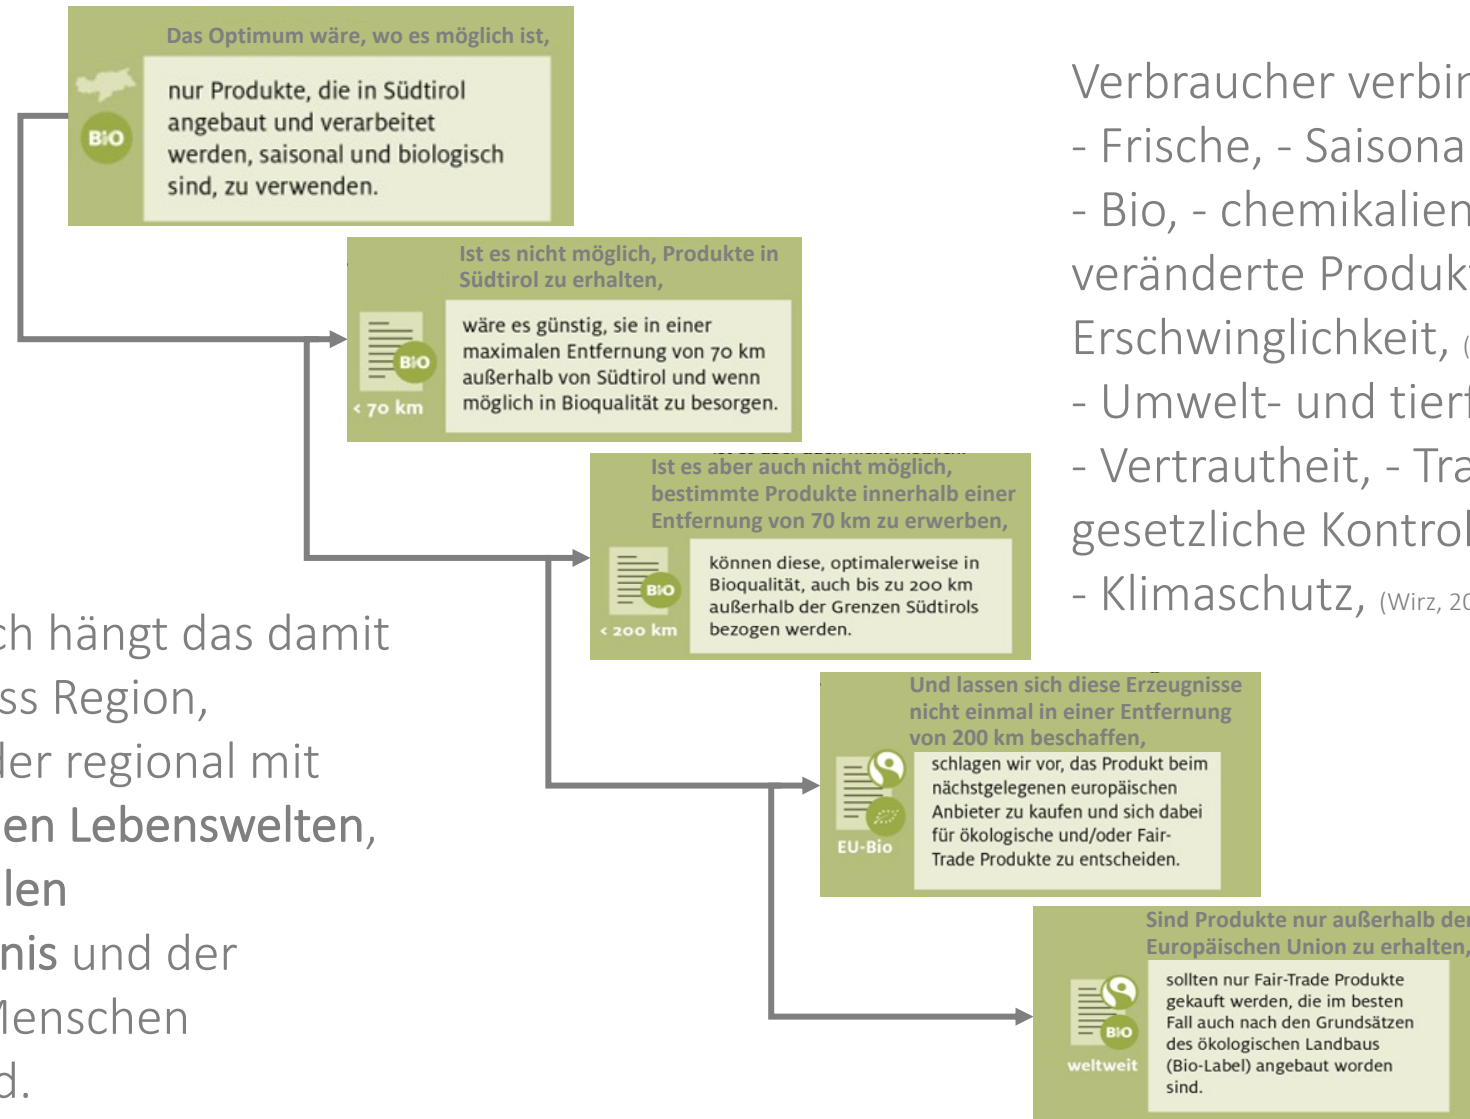 Das Optimum wäre, wo es möglich ist,
BIO
nur Produkte, die in Südtirol
angebaut und verarbeitet
werden, saisonal und biologisch
sind, zu verwenden.
Ist es nicht möglich, Produkte in
Südtirol zu erhalten,
BIO
< 70 km
wäre es günstig, sie in einer
maximalen Entfernung von 70 km
außerhalb von Südtirol und wenn
möglich in Bioqualität zu besorgen.
Ist es aber auch nicht möglich,
bestimmte Produkte innerhalb einer
Entfernung von 70 km zu erwerben,
BIO
< 200 km
können diese, optimalerweise in
Bioqualität, auch bis zu 200 km
außerhalb der Grenzen Südtirols
bezogen werden.
Und lassen sich diese Erzeugnisse
nicht einmal in einer Entfernung
von 200 km beschaffen,
EU-Bio
schlagen wir vor, das Produkt beim
nächstgelegenen europäischen
Anbieter zu kaufen und sich dabei
für ökologische und/oder Fair-
Trade Produkte zu entscheiden.
Sind Produkte nur außerhalb der
Europäischen Union zu erhalten,
BIO
weltweit
sollten nur Fair-Trade Produkte
gekauft werden, die im besten
Fall auch nach den Grundsätzen
des ökologischen Landbaus
(Bio-Label) angebaut worden
sind.
Verbraucher verbin
- Frische, - Saisona
- Bio, - chemikalien
veränderte Produk
Erschwinglichkeit, (
- Umwelt- und tierf
- Vertrautheit, - Tra
gesetzliche Kontrol
- Klimaschutz, (Wirz, 20
ch hängt das damit
ss Region,
der regional mit
en Lebenswelten,
len
nis und der
Menschen
d.